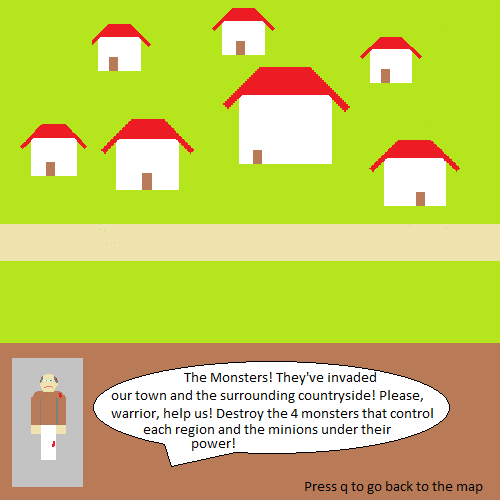 The Monsters! They've invaded
our town and the surrounding countryside! Please,
warrior, help us! Destroy the 4 monsters that control
each region and the minions under their
power!
Press q to go back to the map